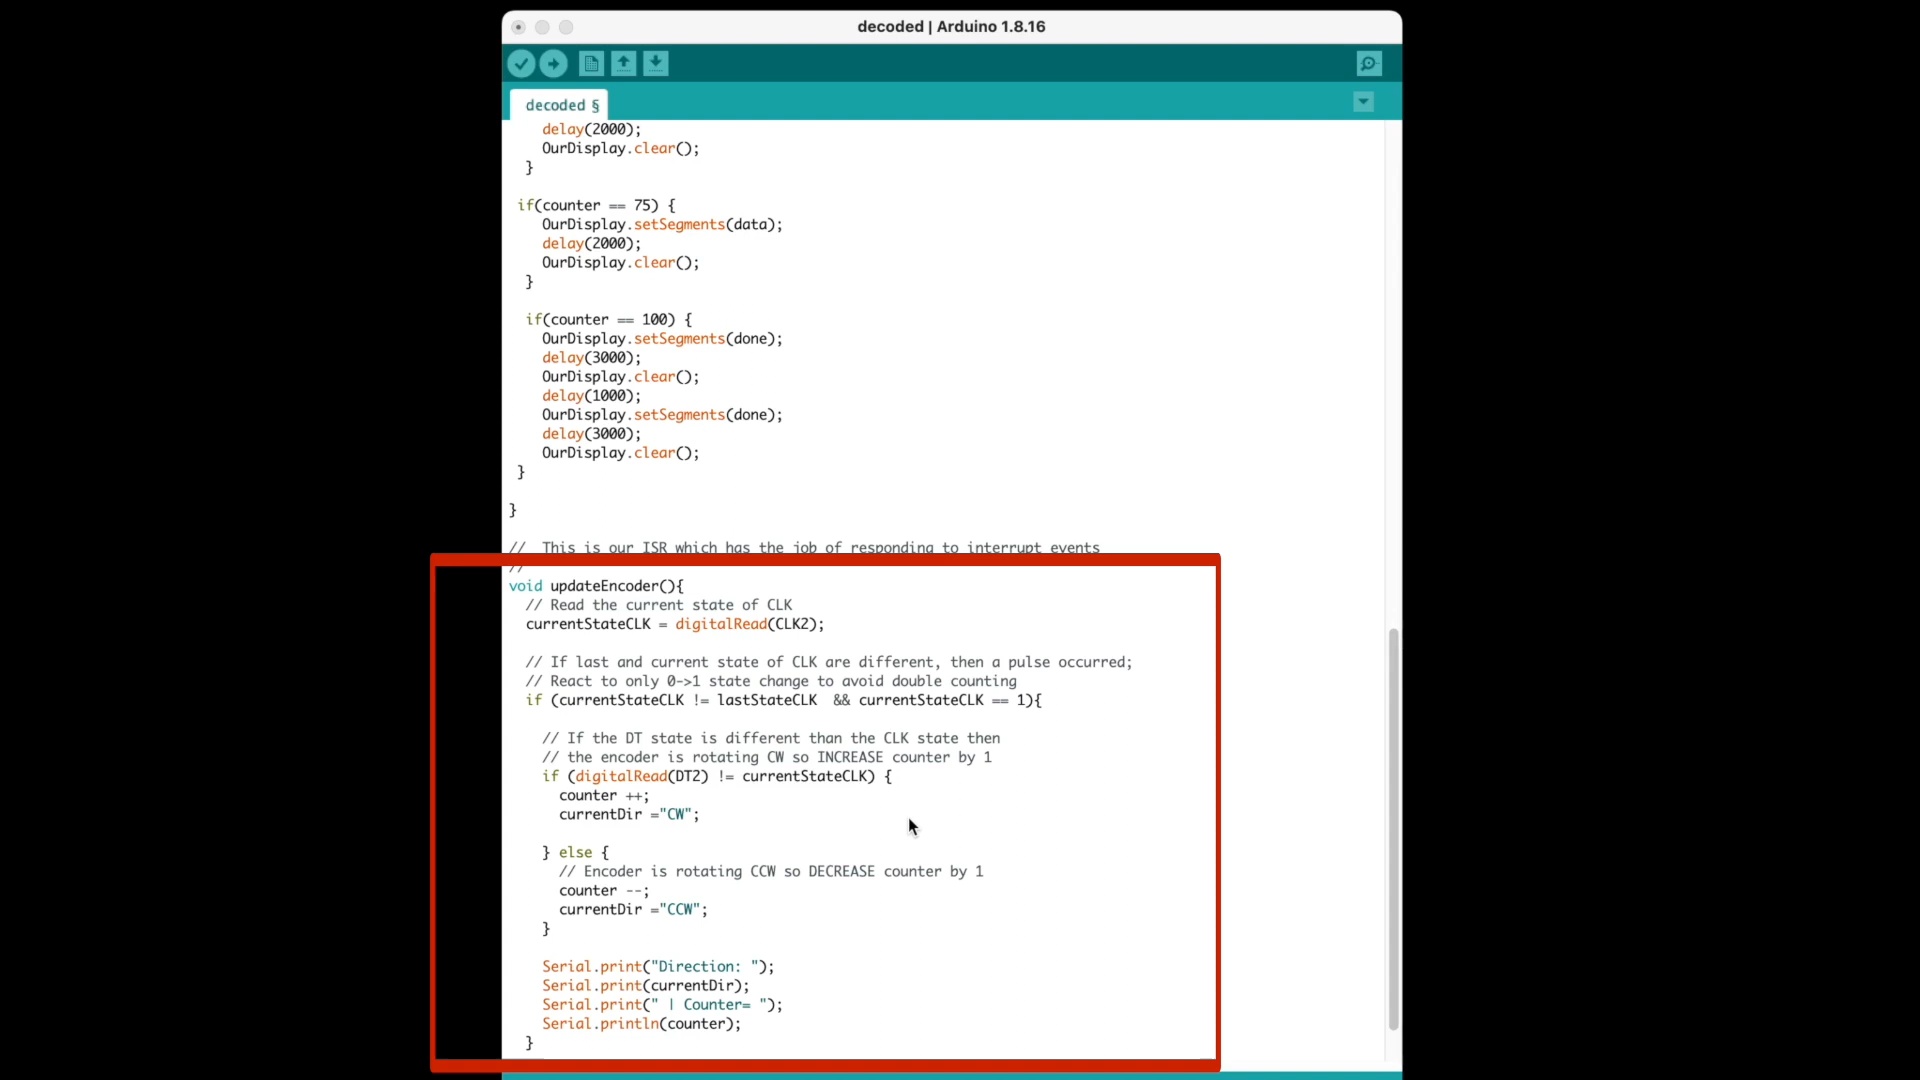 decoded | Arduino 1.8.16
decoded §
delay(2000);
OurDisplay.clear();
}
if(counter == 75) {
OurDisplay.setSegments(data);
delay(2000);
OurDisplay.clear();
}
if(counter == 100) {
OurDisplay.setSegments(done);
delay(3000);
OurDisplay.clear();
delay(1000);
OurDisplay.setSegments(done);
delay(3000);
OurDisplay.clear();
}
}
// This is our ISR which has the job of responding to interrupt events
//
void updateEncoder(){
// Read the current state of CLK
currentStateCLK = digitalRead(CLK2);
// If last and current state of CLK are different, then a pulse occurred;
// React to only 0->1 state change to avoid double counting
if (currentStateCLK != lastStateCLK  && currentStateCLK == 1){
// If the DT state is different than the CLK state then
// the encoder is rotating CW so INCREASE counter by 1
if (digitalRead(DT2) != currentStateCLK) {
counter ++;
currentDir ="CW";
} else {
// Encoder is rotating CCW so DECREASE counter by 1
counter --;
currentDir ="CCW";
}
Serial.print("Direction: ");
Serial.print(currentDir);
Serial.print(" | Counter= ");
Serial.println(counter);
}